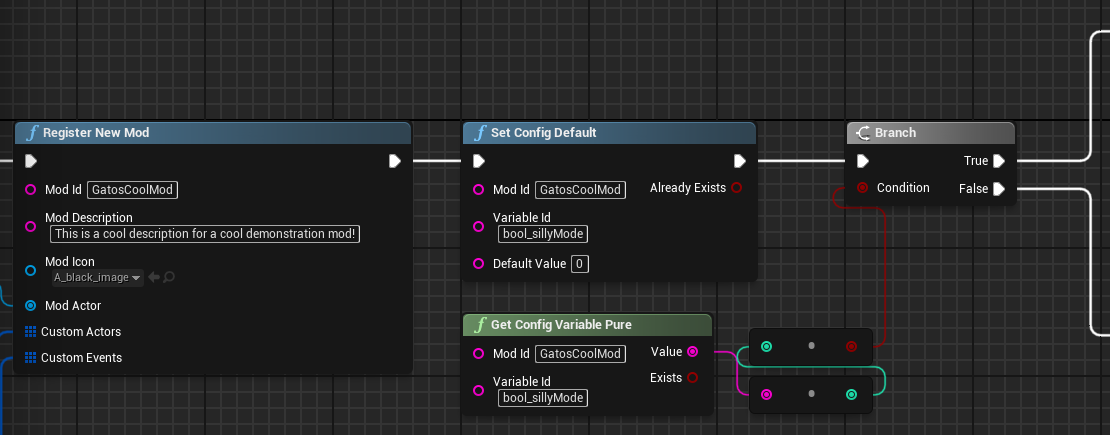 Register New Mod
Mod Id GatosCoolMod
Mod Description
This is a cool description for a cool demonstration mod!
Mod Icon
A_black_image
Mod Actor
Custom Actors
Custom Events
Set Config Default
Mod Id GatosCoolMod Already Exists
Variable Id
bool_sillyMode
Default Value 0
Get Config Variable Pure
Mod Id GatosCoolMod Value
Exists
Variable Id
bool_sillyMode
Branch
True
Condition False